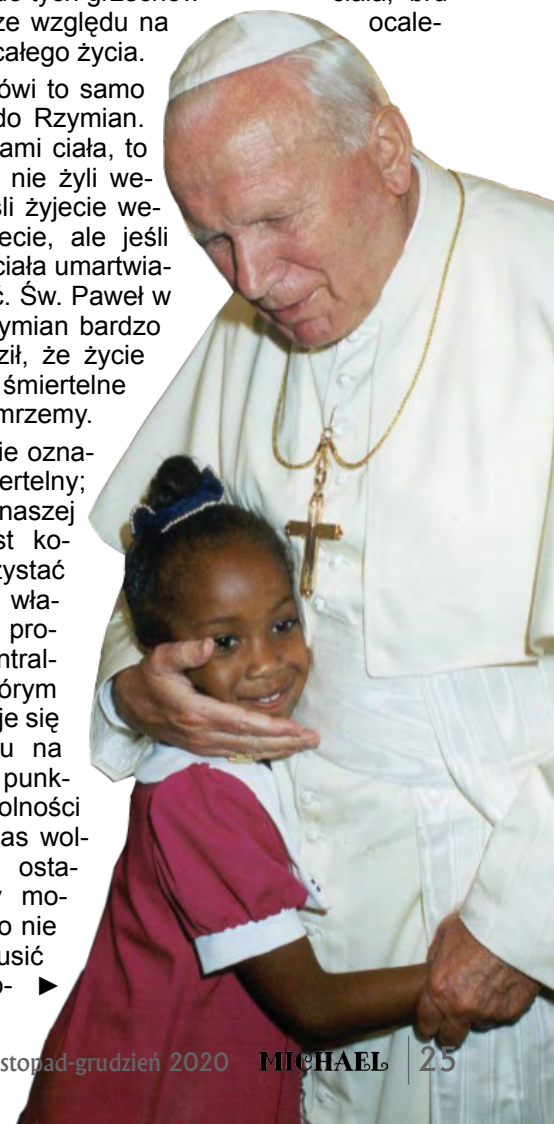 ze względu na
całego życia.
ciała, bra
ocale-
ówi to samo
do Rzymian.
ami ciała, to
nie żyli we-
śli żyjecie we-
ecie, ale jeśli
ciała umartwia-
ć. Św. Paweł w
ymian bardzo
ził, że życie
śmiertelne
mrzemy.
ie ozna-
ertelny;
naszej
st ko-
zystać
wła-
pro-
ntral-
órym
je się
u na
punk-
olności
as wol-
osta-
y mo-
o nie
usić
o- ►
stopad-grudzień 2020 MICHAEL 25